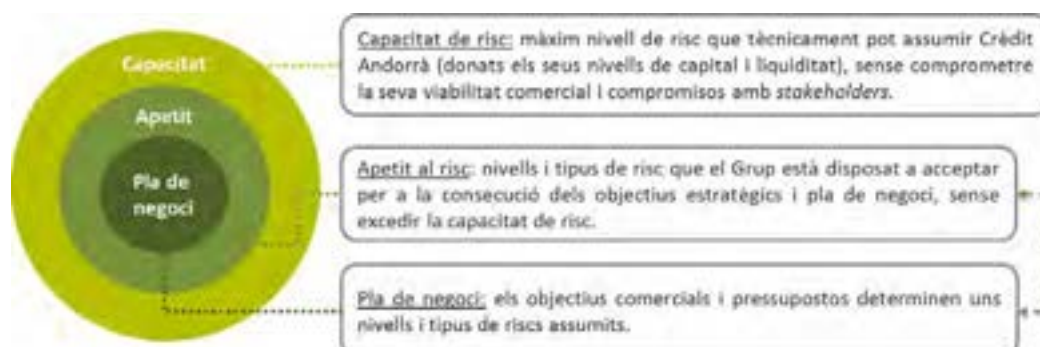 Capacitat
Apetit
Pla de
negoci
Capacitat de risc: màxim nivell de risc que tècnicament pot assumir Crèdit
Andorrà (donats els seus nivells de capital i liquiditat), sense comprometre
la seva viabilitat comercial i compromisos amb stakeholders.
Apetit al risc: nivells i tipus de risc que el Grup està disposat a acceptar
per a la consecució dels objectius estratègics i pla de negoci, sense
excedir la capacitat de risc.
Pla de negoci: els objectius comercials i pressupostos determinen uns
nivells i tipus de riscs assumits.